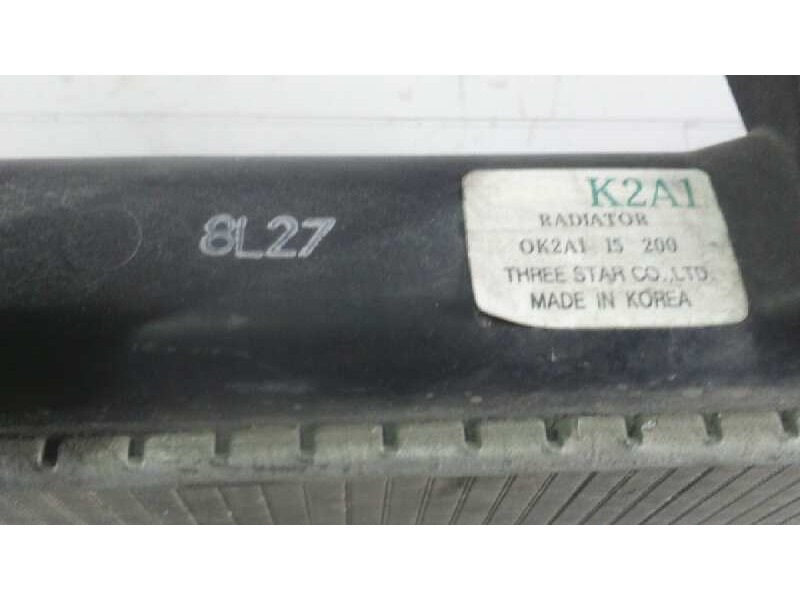 8L27
K2A1
RADIATOR
OK2A1 15 200
THREE STAR CO.,LTD.
MADE IN KOREA